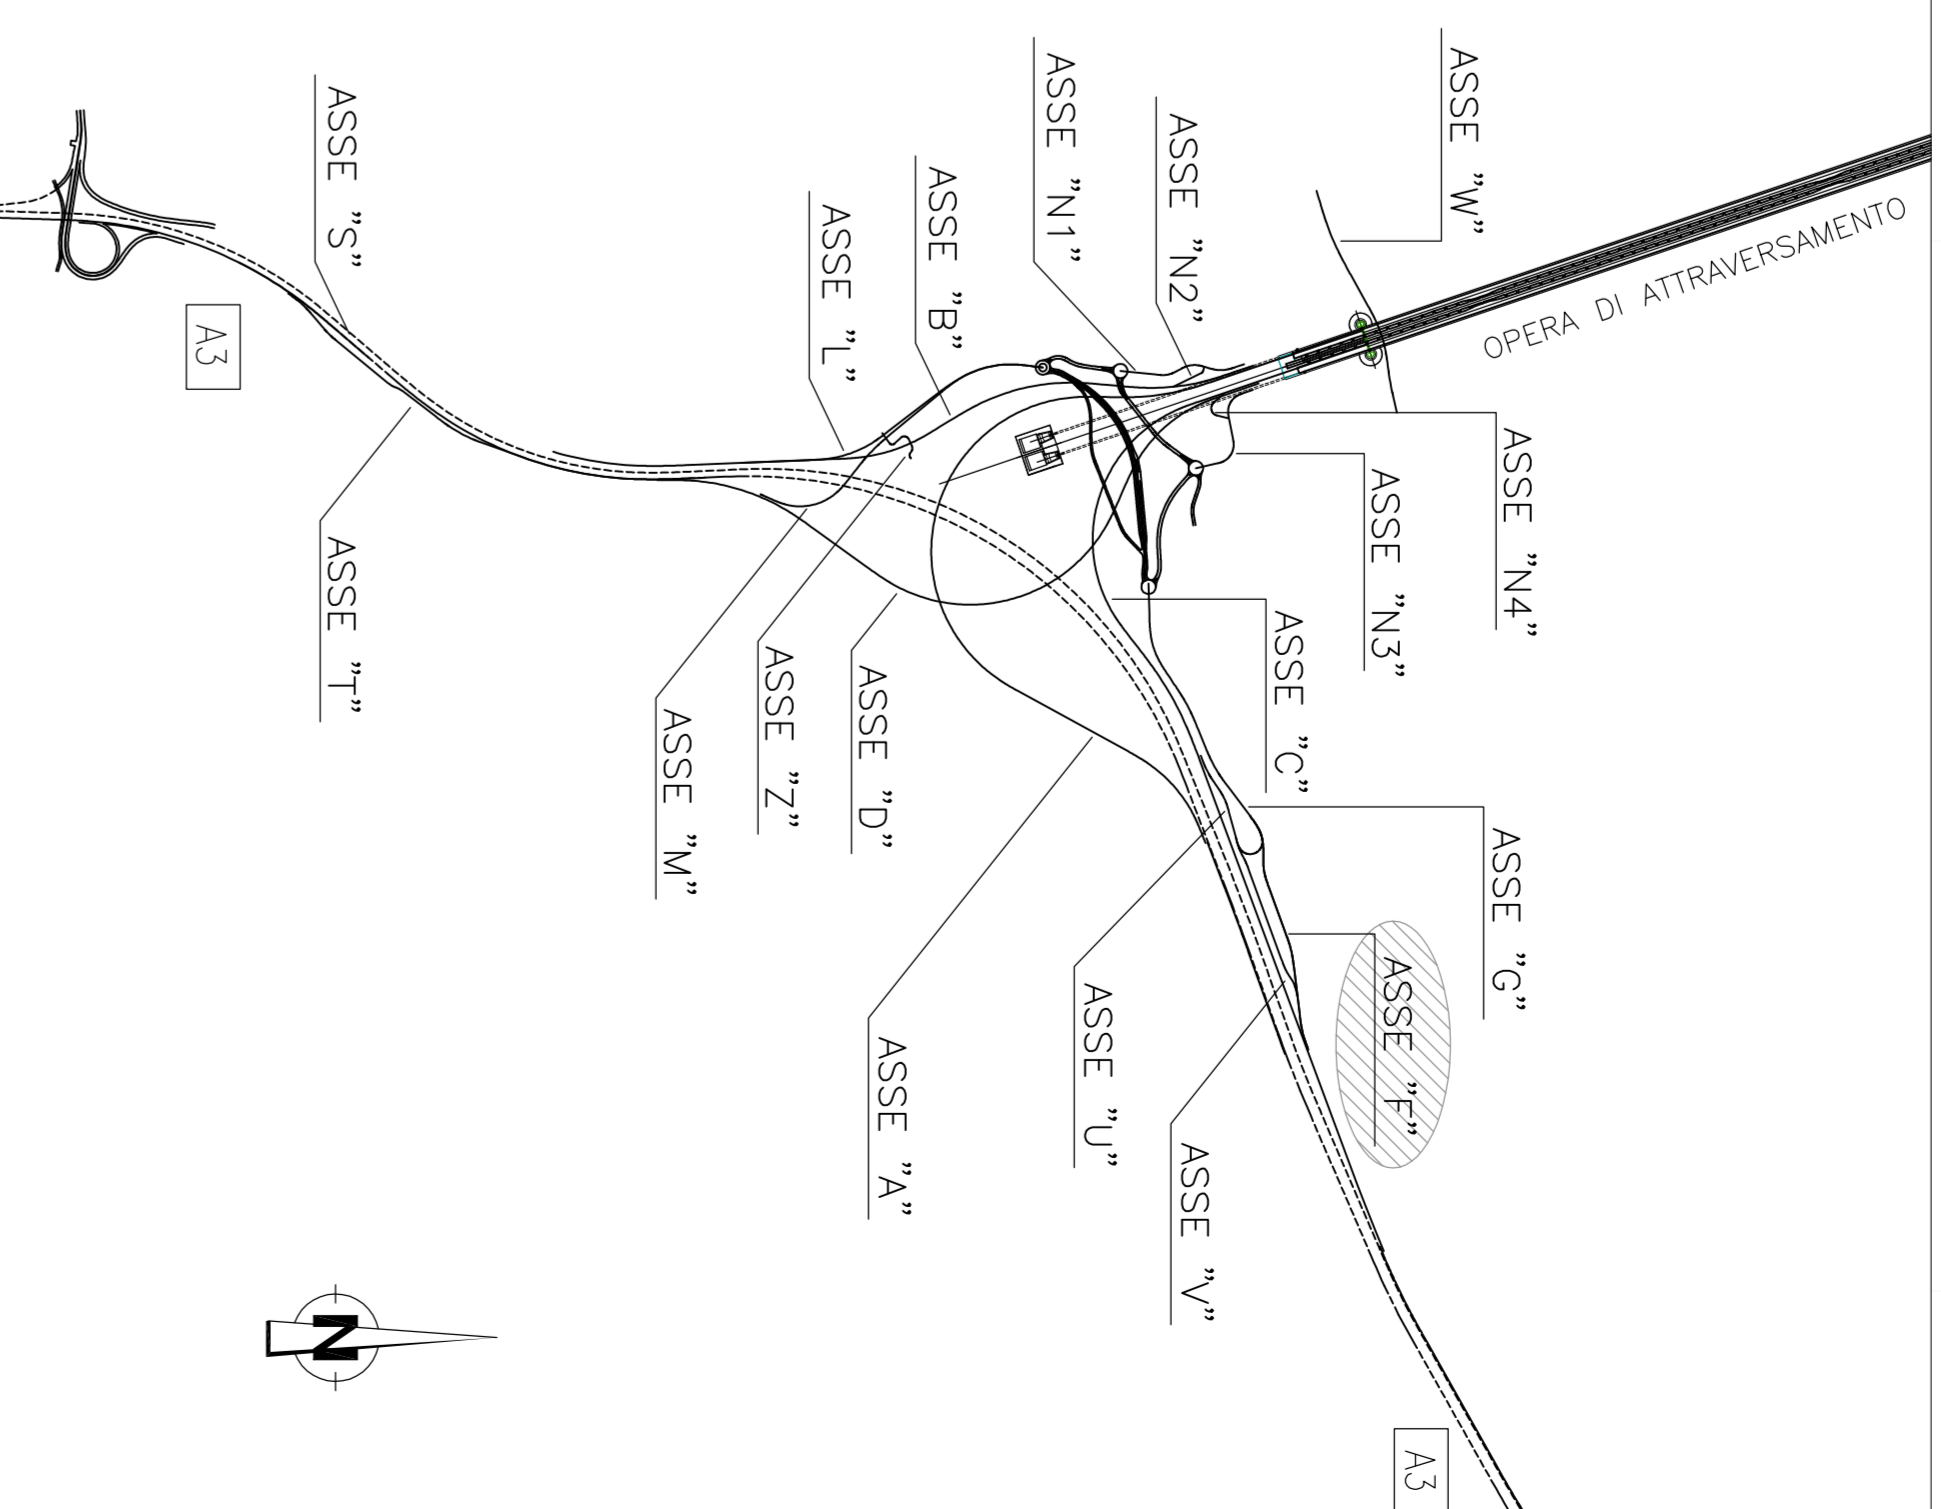 ASSE "W"
OPERA DI ATTRAVERSAMENTO
ASSE "N1"
ASSE "N2"
ASSE "B"
ASSE "L"
ASSE "S"
A3
ASSE "N4"
ASSE "N3"
ASSE "C"
ASSE "T"
ASSE "M"
ASSE "Z"
ASSE "D"
ASSE "G"
ASSE "F"
ASSE "U"
ASSE "A"
ASSE "V"
N
A3